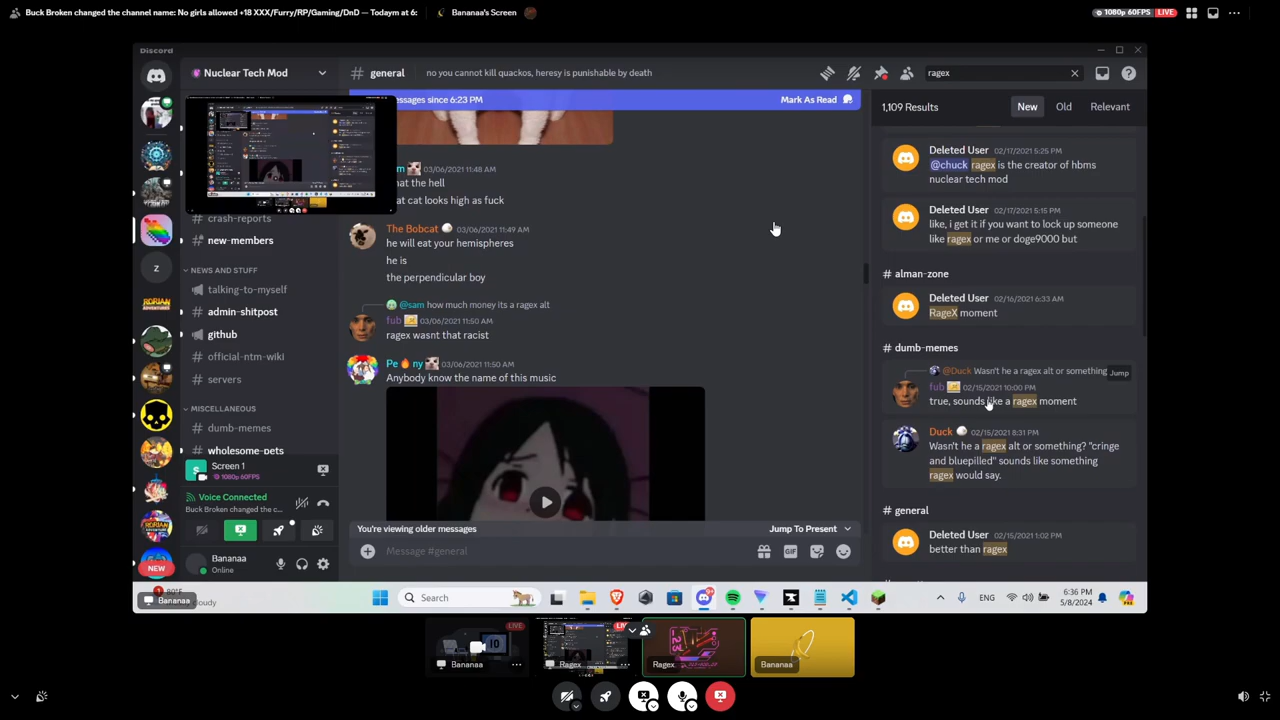 Buck Broken changed the channel name: No girls allowed +18 XXX/Furry/RP/Gaming/DnD — Todaym at 6:
Bananaa's Screen
1080p 60FPS LIVE
Discord
Nuclear Tech Mod
general
no you cannot kill quackos, heresy is punishable by death
ragex
essages since 6:23 PM
Mark As Read
1,109 Results
New
Old
Relevant
crash-reports
new-members
NEWS AND STUFF
talking-to-myself
admin-shitpost
github
official-ntm-wiki
servers
MISCELLANEOUS
dumb-memes
wholesome-pets
Screen 1
1080p 60FPS
Voice Connected
Buck Broken changed the c...
Bananaa
Online
NEW
m 03/06/2021 11:48 AM
hat the hell
at cat looks high as fuck
The Bobcat 03/06/2021 11:49 AM
he will eat your hemispheres
he is
the perpendicular boy
@sam how much money its a ragex alt
fub 03/06/2021 11:50 AM
ragex wasnt that racist
Pe ny 03/06/2021 11:50 AM
Anybody know the name of this music
You're viewing older messages
Jump To Present
Message #general
GIF
Deleted User 02/17/2021 5:25 PM
@chuck ragex is the creator of hbms
nuclear tech mod
Deleted User 02/17/2021 5:15 PM
like, i get it if you want to lock up someone
like ragex or me or doge9000 but
# alman-zone
Deleted User 02/16/2021 6:33 AM
RageX moment
# dumb-memes
@Duck Wasn't he a ragex alt or something
Jump
fub 02/15/2021 10:00 PM
true, sounds like a ragex moment
Duck 02/15/2021 8:31 PM
Wasn't he a ragex alt or something? "cringe
and bluepilled" sounds like something
ragex would say.
# general
Deleted User 02/15/2021 1:02 PM
better than ragex
Bananaa
oudy
Search
ENG
6:36 PM
5/8/2024
LIVE
Bananaa
Ragex
Ragex
Bananaa